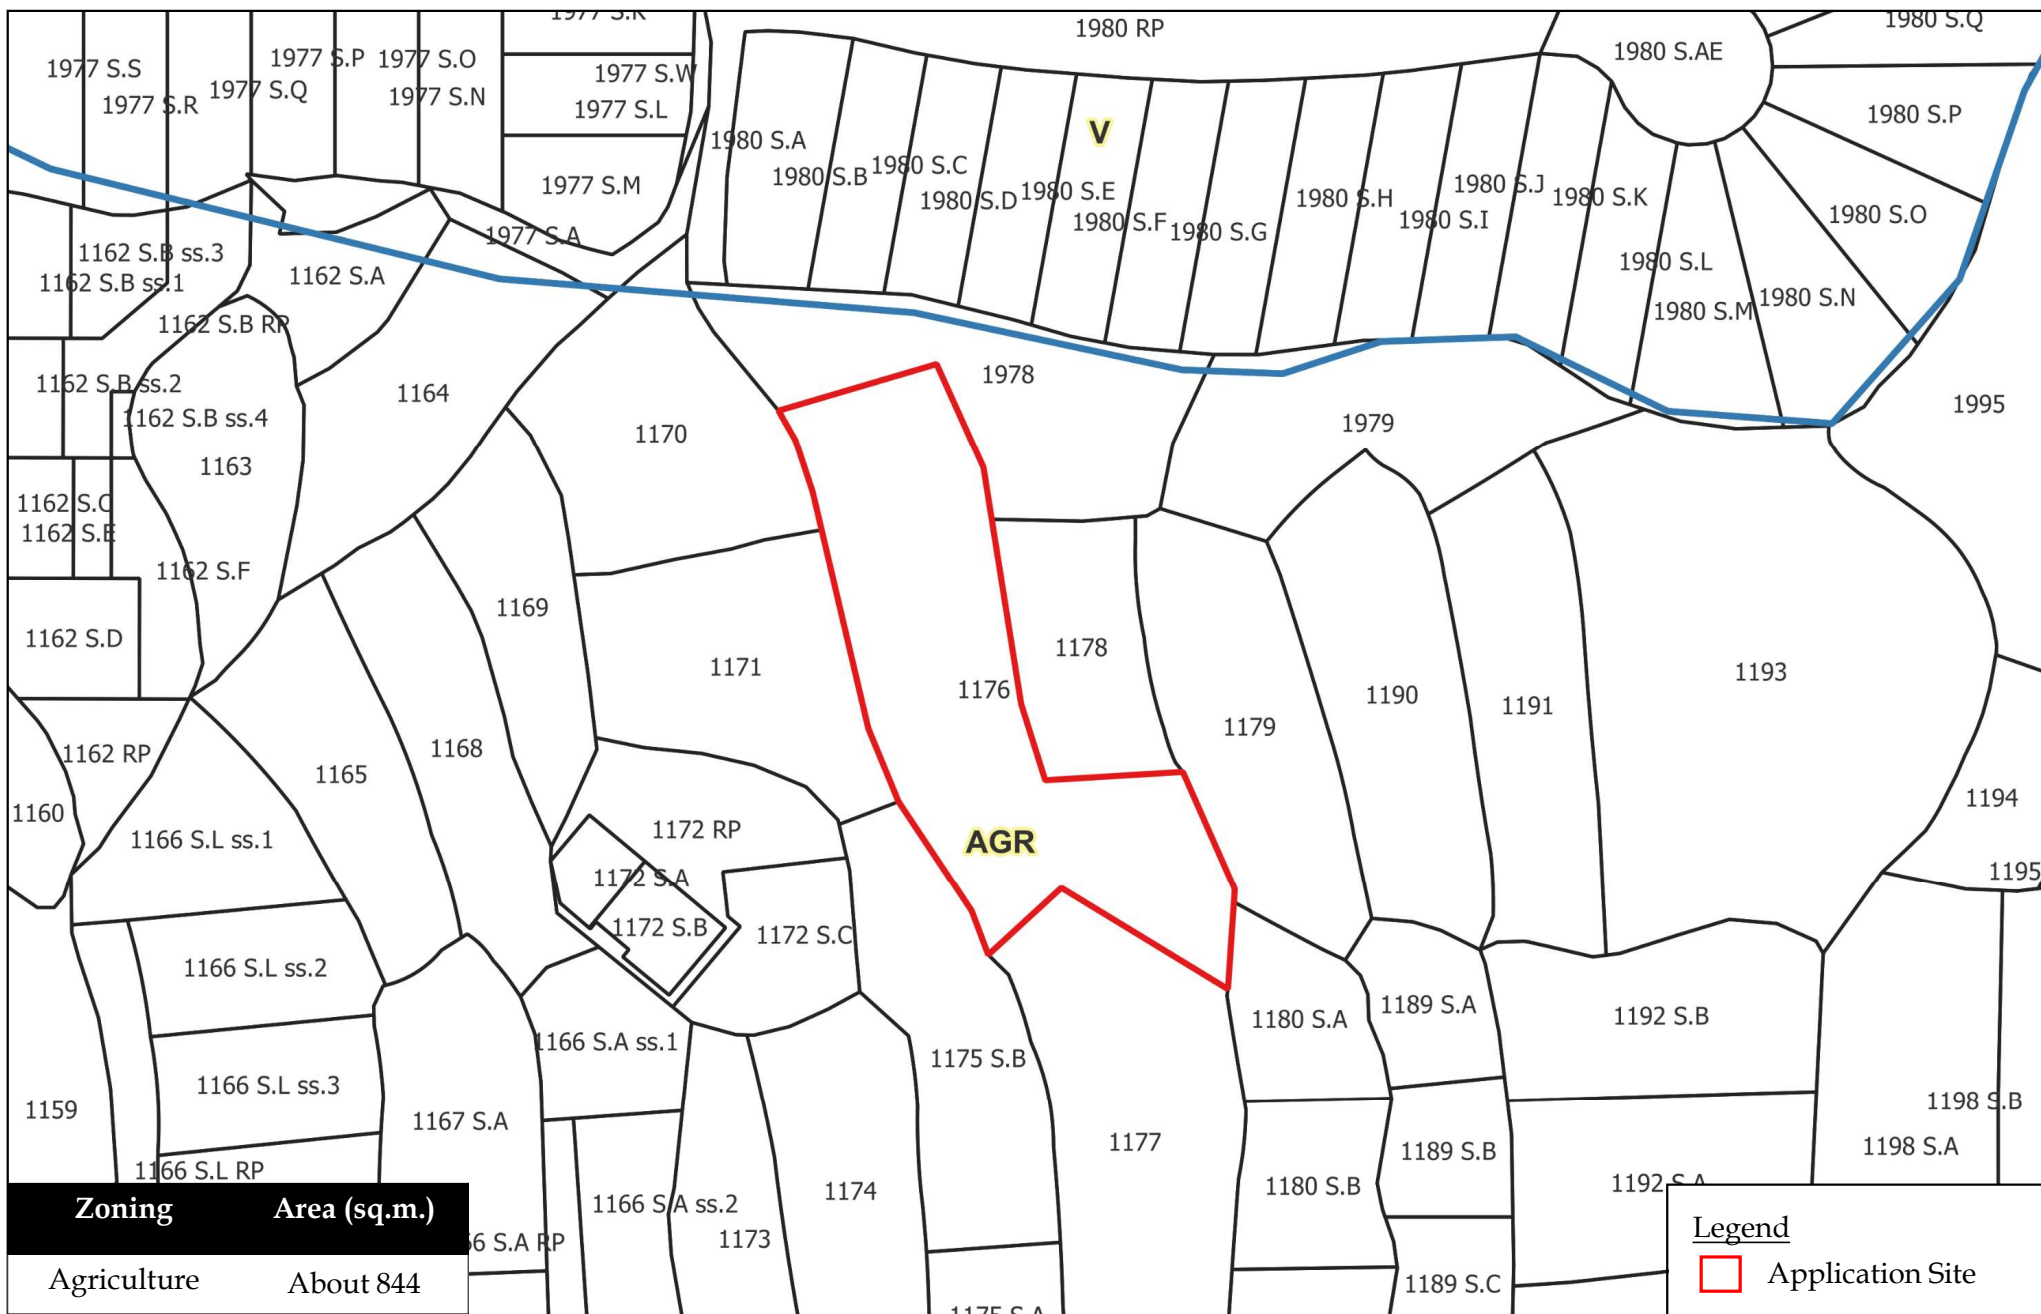 1977 S.R
1980 RP
1980 S.Q
1977 S.S
1977 S.P
1977 S.O
1980 S.AE
1977 S.R
1977 S.Q
1977 S.N
1977 S.W
1977 S.L
1980 S.P
1980 S.A
V
1977 S.M
1980 S.B
1980 S.C
1980 S.D
1980 S.E
1980 S.F
1980 S.G
1980 S.H
1980 S.I
1980 S.J
1980 S.K
1980 S.O
1977 S.A
1162 S.B ss.3
1162 S.B ss.1
1162 S.A
1980 S.L
1980 S.M
1980 S.N
1162 S.B RP
1162 S.B ss.2
1164
1978
1162 S.B ss.4
1170
1979
1995
1163
1162 S.C
1162 S.E
1162 S.F
1169
1162 S.D
1171
1178
1176
1179
1190
1191
1193
1162 RP
1165
1168
1160
1166 S.L ss.1
1172 RP
AGR
1194
1172 S.A
1195
1172 S.B
1172 S.C
1166 S.L ss.2
1180 S.A
1189 S.A
1192 S.B
1166 S.A ss.1
1175 S.B
1166 S.L ss.3
1159
1167 S.A
1177
1198 S.B
1198 S.A
1189 S.B
1166 S.L RP
1174
1180 S.B
1192 S.A
1166 S.A ss.2
1173
66 S.A RP
1189 S.C
1175 S.A
Zoning Area (sq.m.)
Agriculture About 844
Legend
Application Site